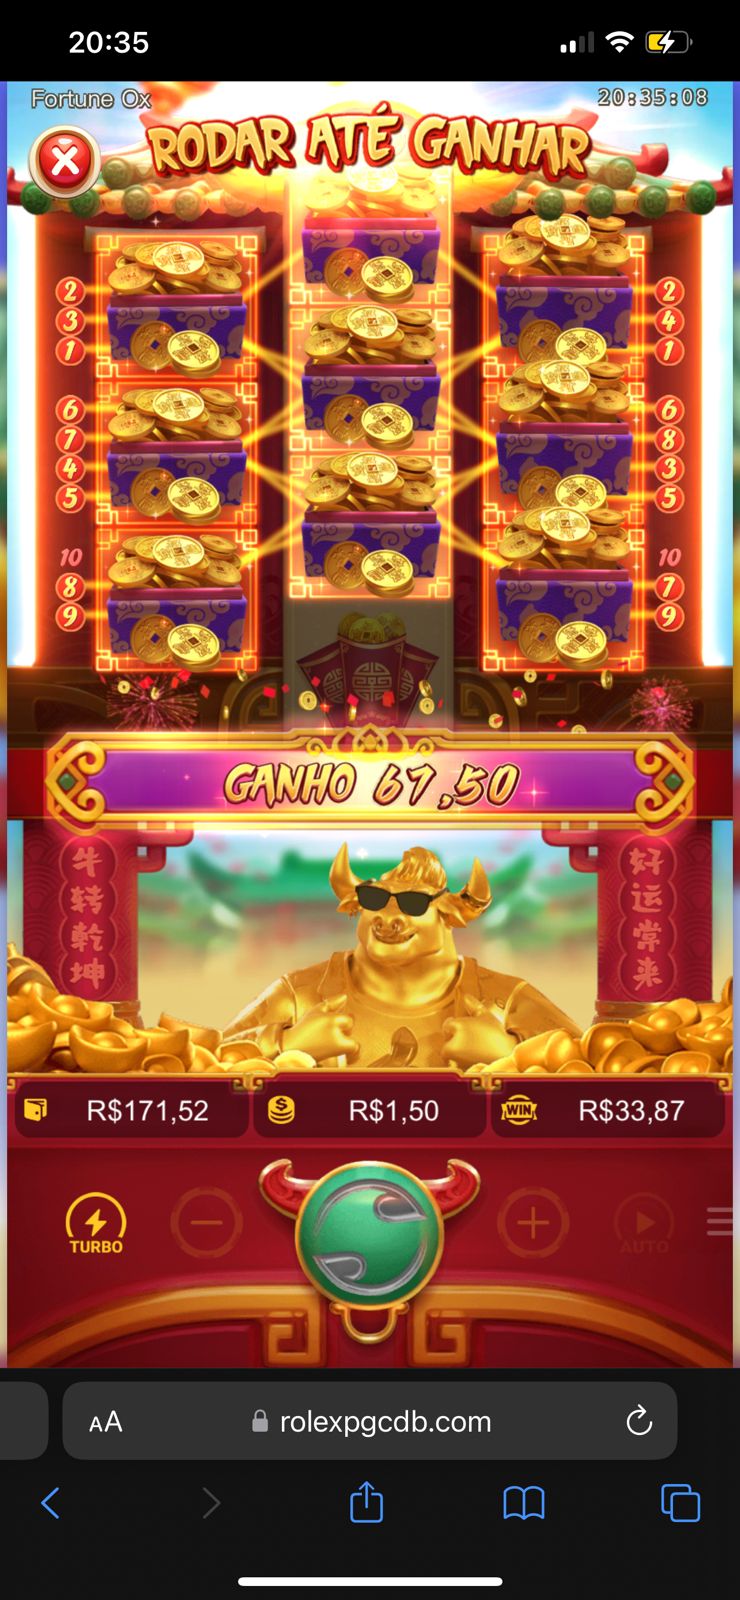 20:35
Fortune Ox
20:35:08
RODAR ATÉ GANHAR
2
3
1
6
7
4
5
10
8
9
2
4
1
6
8
3
5
10
7
9
GANHO 67,50
牛转乾坤
好运常来
R$171,52
R$1,50
WIN
R$33,87
TURBO
AUTO
AA
rolexpgcdb.com